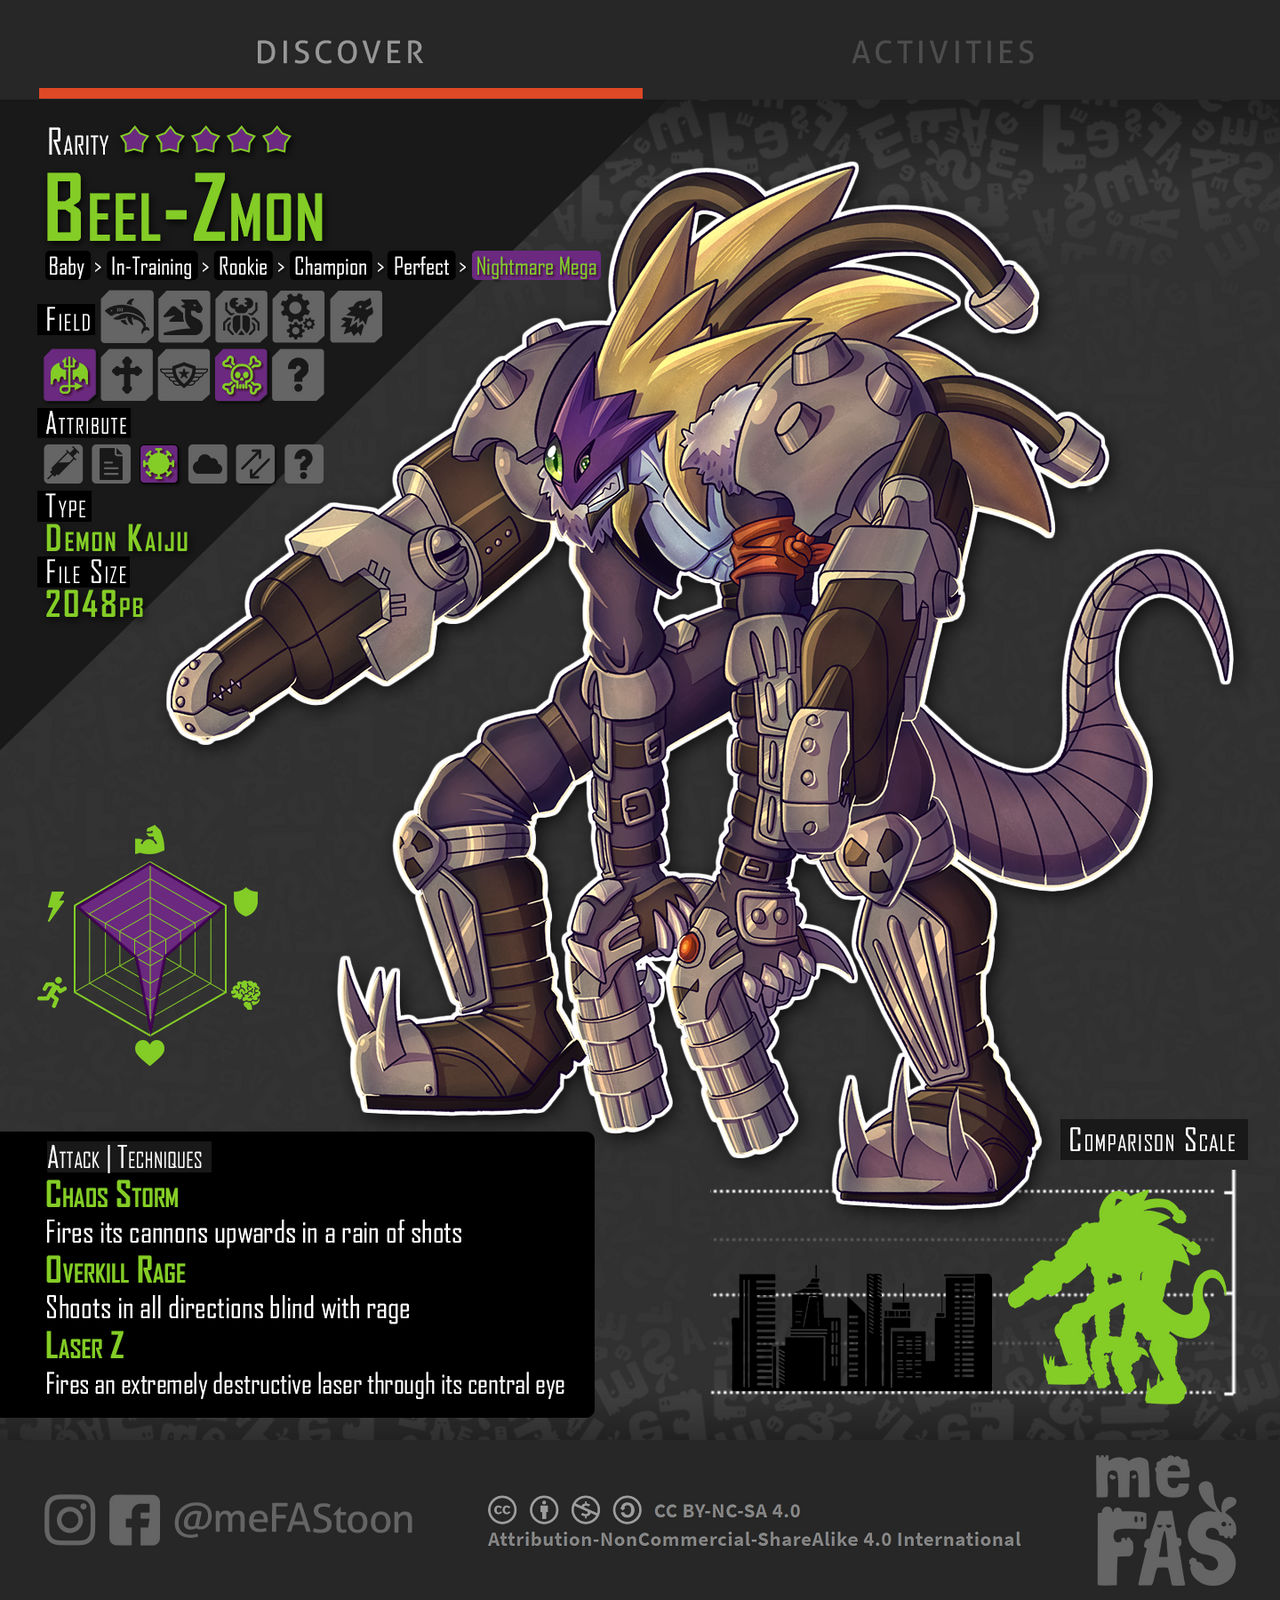 DISCOVER
ACTIVITIES
Rarity
Beel-Zmon
Baby > In-Training > Rookie > Champion > Perfect > Nightmare Mega
Field
Attribute
Type
Demon Kaiju
File Size
2048PB
Attack | Techniques
Chaos Storm
Fires its cannons upwards in a rain of shots
Overkill Rage
Shoots in all directions blind with rage
Laser Z
Fires an extremely destructive laser through its central eye
Comparison Scale
@meFAStoon
cc CC BY-NC-SA 4.0
Attribution-NonCommercial-ShareAlike 4.0 International
me
FAS